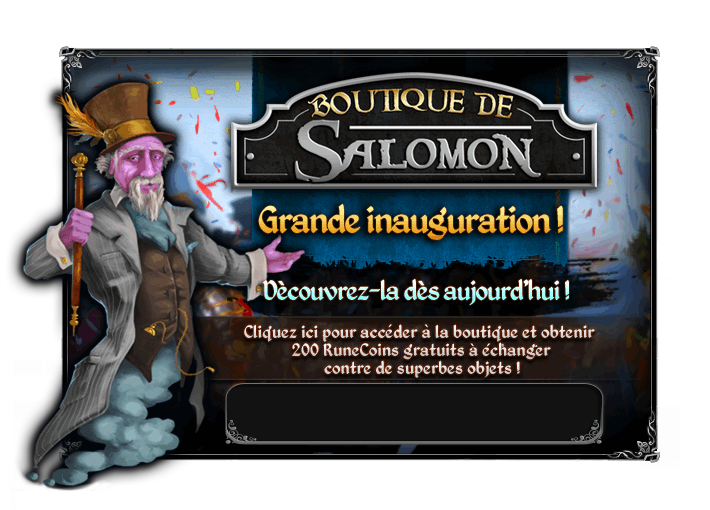 BOUTIQUE DE
SALOMON
Grande inauguration !
Dècouvrez-la dès aujourd'hui !
Cliquez ici pour accéder à la boutique et obtenir
200 RuneCoins gratuits à échanger
contre de superbes objets !